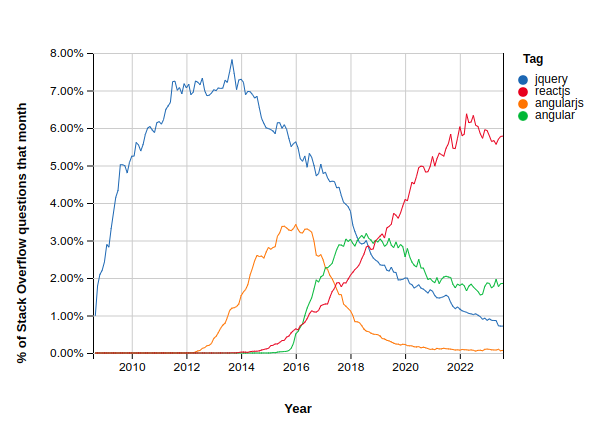 8.00%
7.00%
6.00%
5.00%
4.00%
3.00%
2.00%
1.00%
0.00%
% of Stack Overflow questions that month
2010 2012 2014 2016 2018 2020 2022
Year
Tag
jquery
reactjs
angularjs
angular